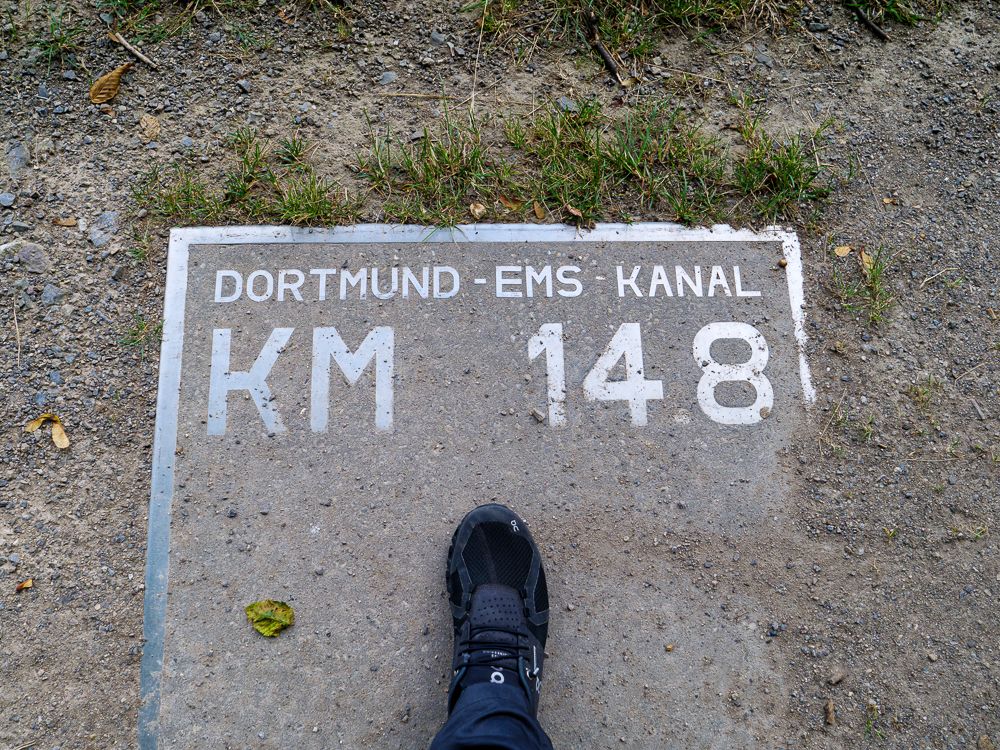 DORTMUND - EMS - KANAL
KM 148